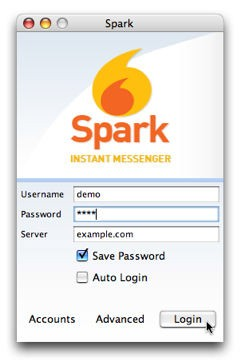 Spark
Spark
INSTANT MESSENGER
Username demo
Password ****
Server example.com
Save Password
Auto Login
Accounts Advanced Login